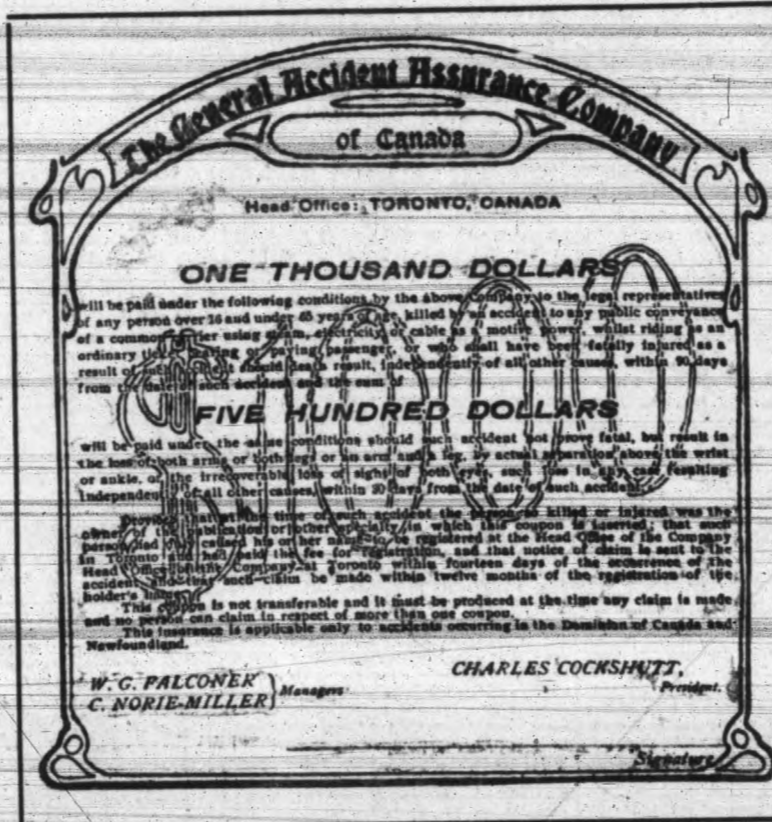 The General Accident Assurance Company
of Canada
Head Office: TORONTO, CANADA
ONE THOUSAND DOLLARS
will be paid under the following conditions by the above Company to the legal representatives
of any person over 16 aud under 65 years of age killed by an accident to any public conveyance
of a common carrier using steam, electricity or cable as a motive power, whilst riding as an
ordinary ticket bearing or paying passenger, or who shall have been fatally injured as a
result of such should death result, independently of all other causes, within 90 days
from the date of such accident and the sum of
FIVE HUNDRED DOLLARS
will be paid under the same conditions should such accident not prove fatal, but result in
the loss of both arms or both legs or an arm and a leg, by actual separation above the wrist
or ankle, or the irrecoverable loss of sight of both eyes, such loss in any case resulting
independently of all other causes, within 90 days from the date of such accident.
Provided that at the time of such accident the person so killed or injured was the
owner of the publication or other specialty in which this coupon is inserted; that such
person had caused his or her name to be registered at the Head Office of the Company
in Toronto and had paid the fee for registration, and that notice of claim is sent to the
Head Office of the Company at Toronto within fourteen days of the occurrence of the
accident and that such claim be made within twelve months of the registration of the
holder's name.
This coupon is not transferable and it must be produced at the time any claim is made
and no person can claim in respect of more than one coupon.
This insurance is applicable only to accidents occurring in the Dominion of Canada and
Newfoundland.
W. G. FALCONER
C. NORIE-MILLER} Managers
CHARLES COCKSHUTT,
President.
Signature
$1000